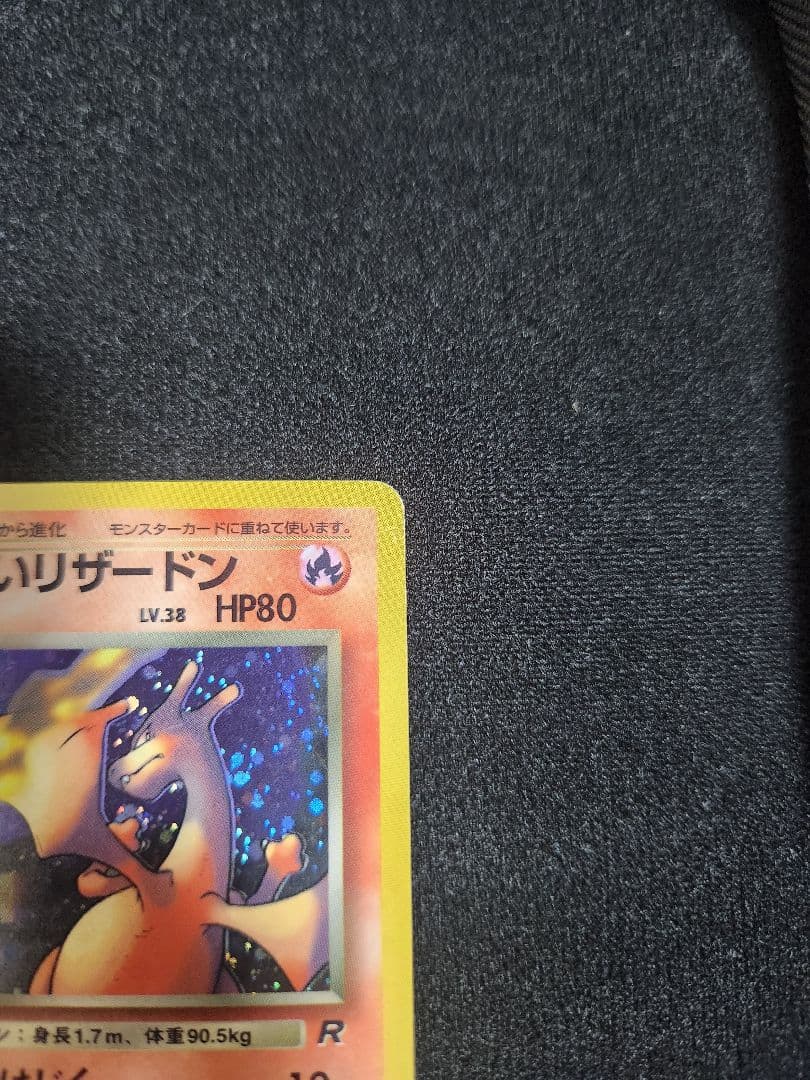 から進化 モンスターカードに重ねて使います。
いリザードン
LV.38 HP80
：身長1.7m、体重90.5kg
R
10